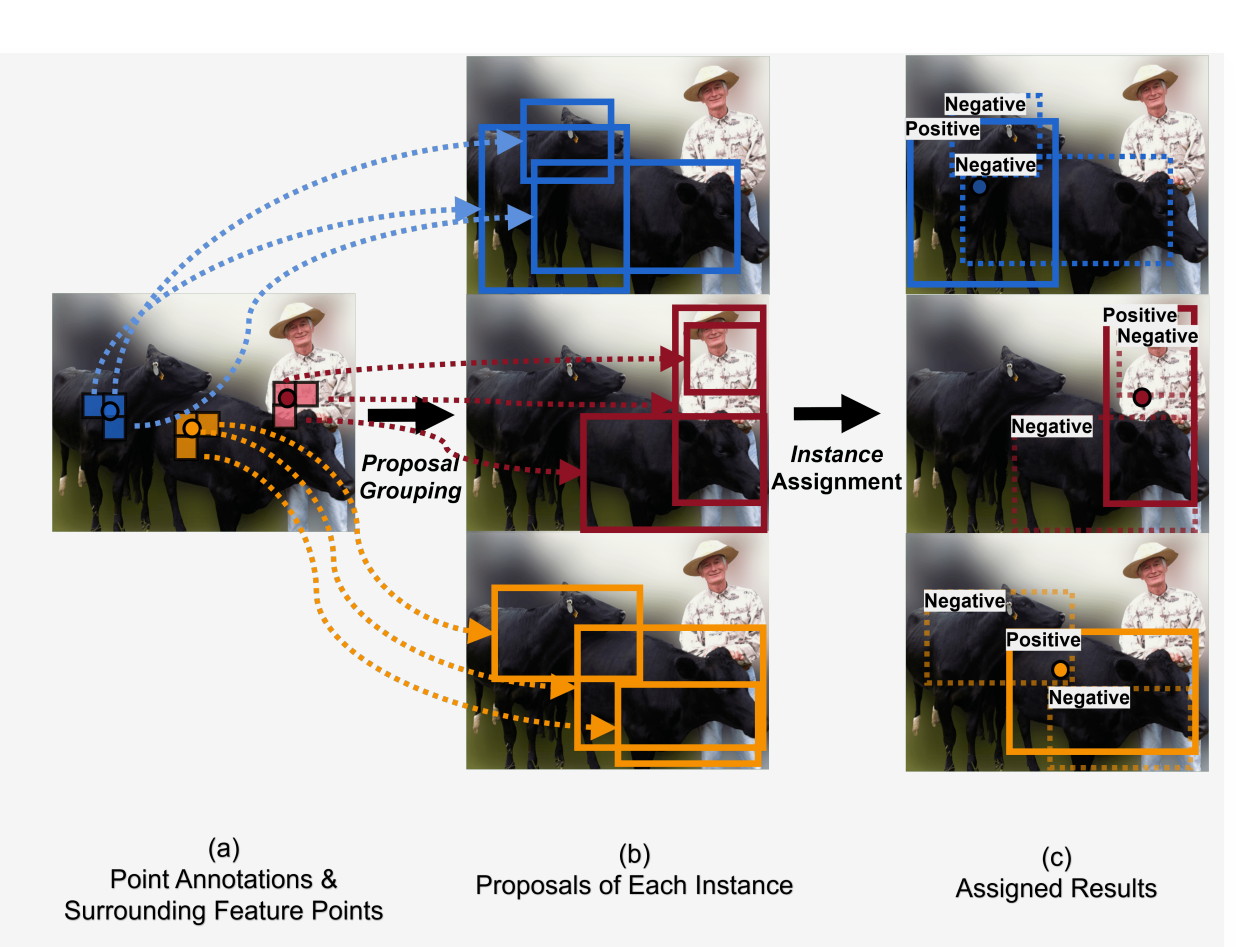 Proposal
Grouping
Instance
Assignment
Negative
Positive
Negative
Positive
Negative
Negative
Negative
Positive
Negative
(a)
Point Annotations &
Surrounding Feature Points
(b)
Proposals of Each Instance
(c)
Assigned Results